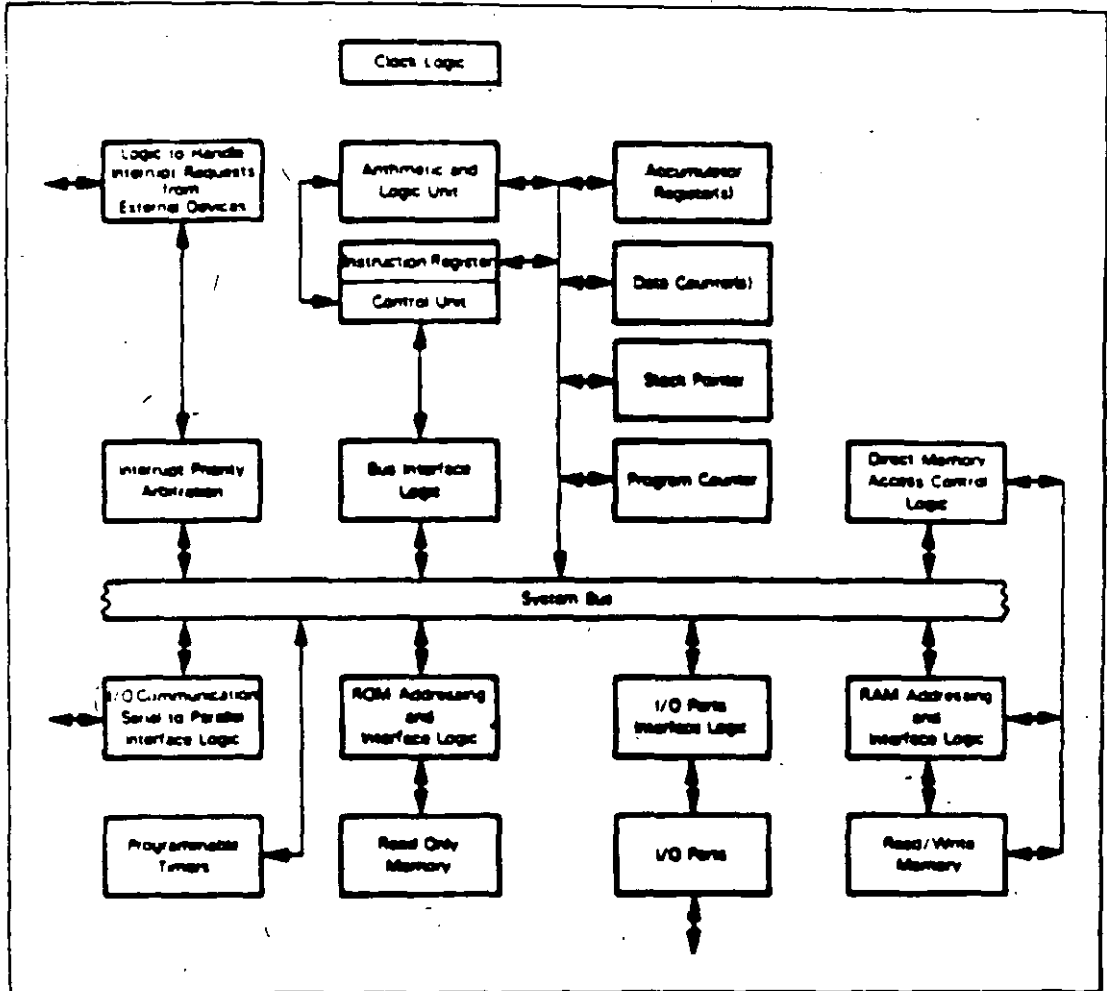 Clock Logic
Logic to Handle
Interrupt Requests
from
External Devices
Arithmetic and
Logic Unit
Accumulator
Register(s)
Instruction Register
Control Unit
Data Counter(s)
Stack Pointer
Interrupt Priority
Arbitration
Bus Interface
Logic
Program Counter
Direct Memory
Access Control
Logic
System Bus
I/O Communication
Serial to Parallel
Interface Logic
ROM Addressing
and
Interface Logic
I/O Ports
Interface Logic
RAM Addressing
and
Interface Logic
Programmable
Timers
Read Only
Memory
I/O Ports
Read/Write
Memory